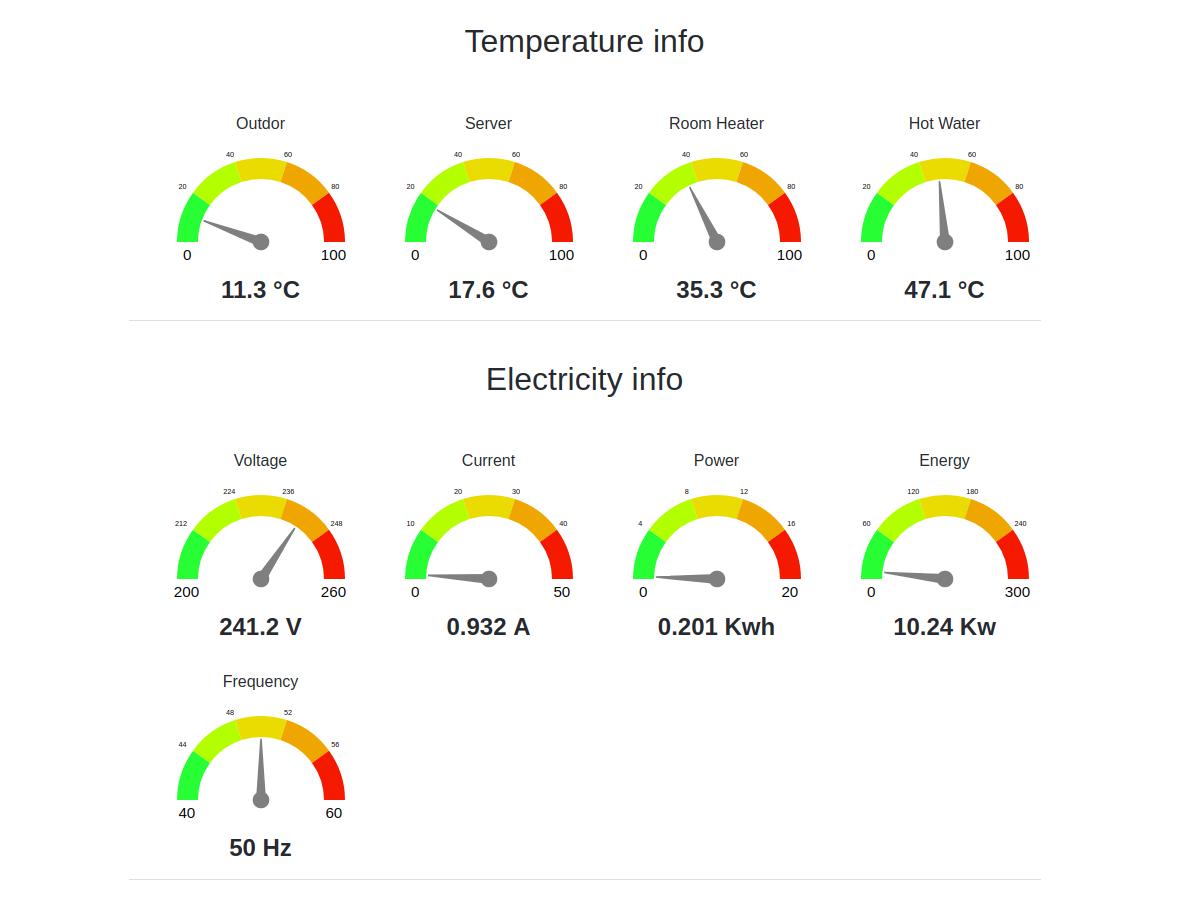 Temperature info
Outdor Server Room Heater Hot Water
40 60 40 60 40 60 40 60
20 80 20 80 20 80 20 80
0 100 0 100 0 100 0 100
11.3 °C 17.6 °C 35.3 °C 47.1 °C
Electricity info
Voltage Current Power Energy
224 236 20 30 8 12 120 180
212 248 10 40 4 16 60 240
200 260 0 50 0 20 0 300
241.2 V 0.932 A 0.201 Kwh 10.24 Kw
Frequency
48 52
44 56
40 60
50 Hz